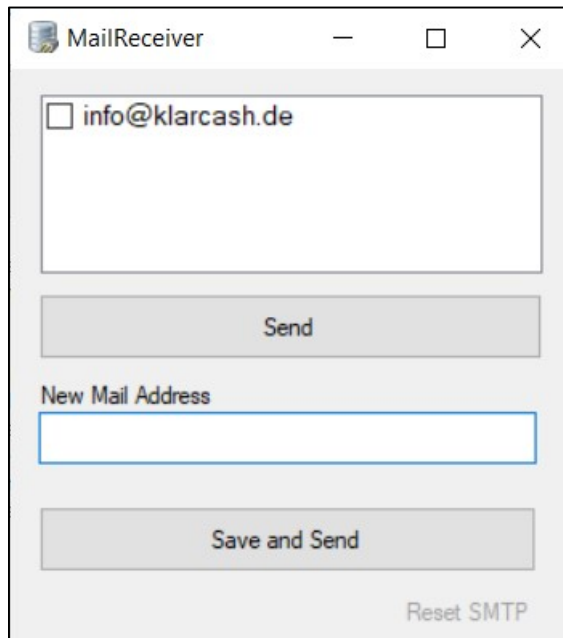 MailReceiver
info@klarcash.de
Send
New Mail Address
Save and Send
Reset SMTP